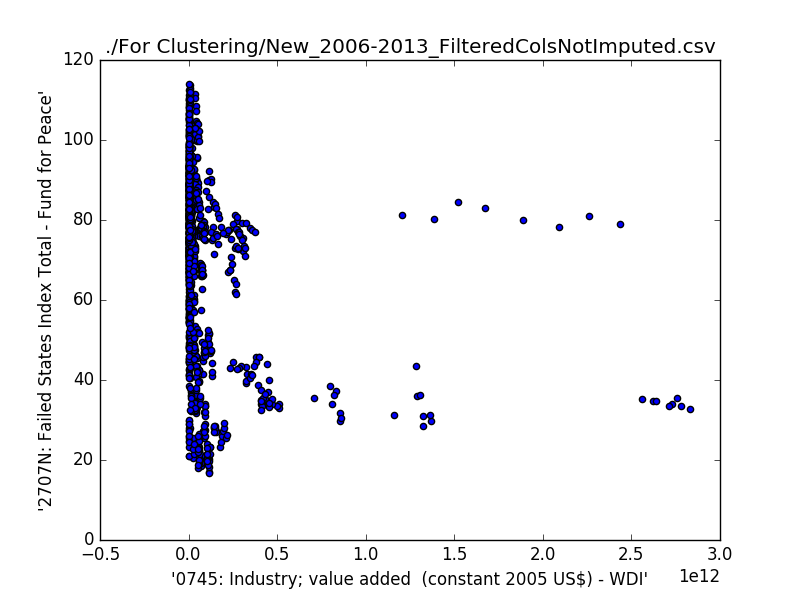 ./For Clustering/New_2006-2013_FilteredColsNotImputed.csv
120
100
80
60
40
20
0
'2707N: Failed States Index Total - Fund for Peace'
−0.5 0.0 0.5 1.0 1.5 2.0 2.5 3.0
1e12
'0745: Industry; value added  (constant 2005 US$) - WDI'